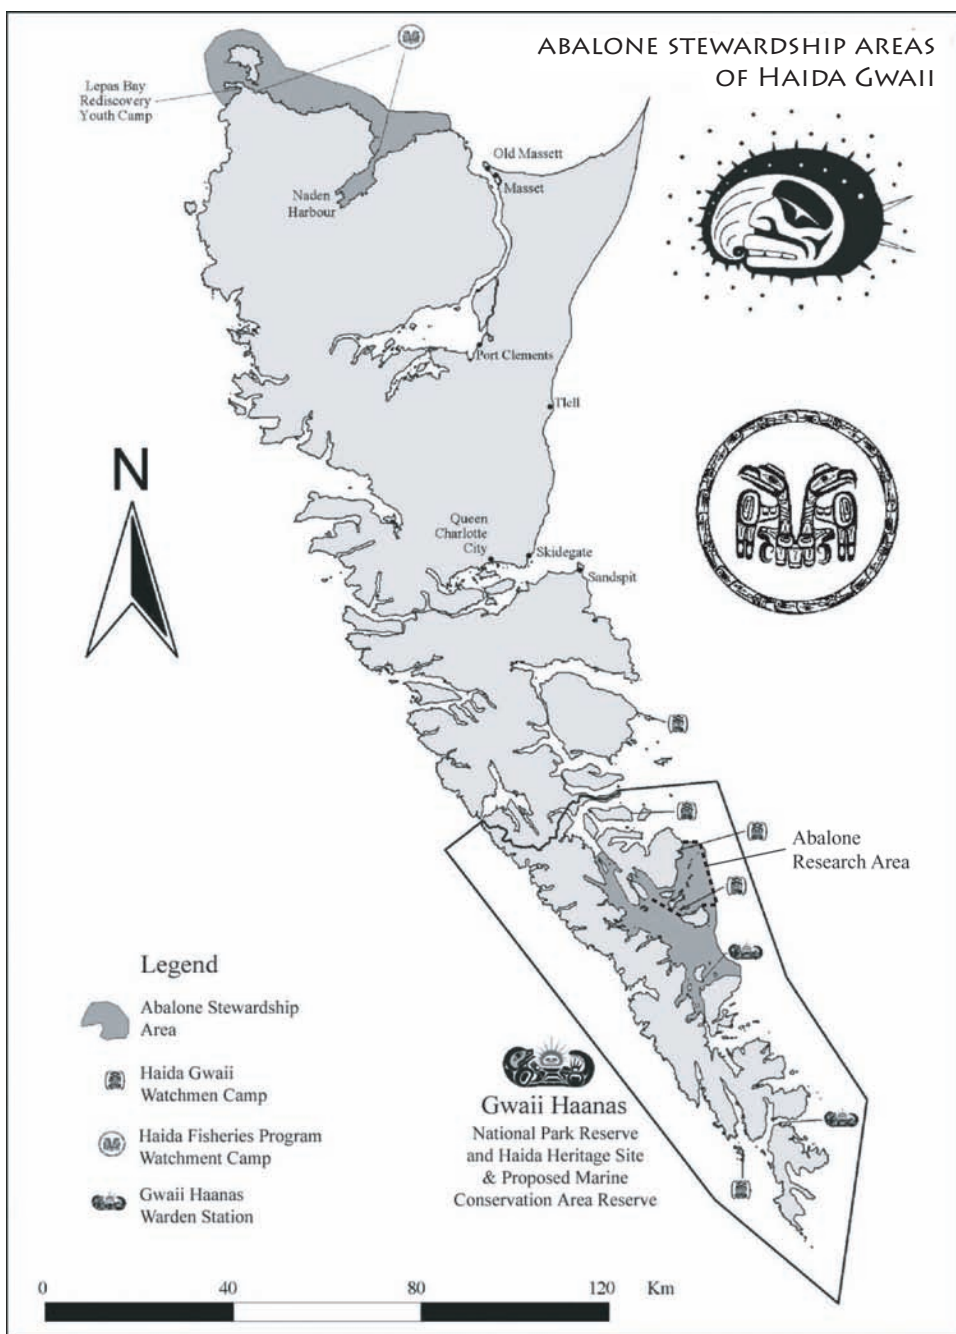 ABALONE STEWARDSHIP AREAS
OF HAIDA GWAII
Lepas Bay
Rediscovery
Youth Camp
Old Massett
Masset
Naden
Harbour
Port Clements
Tlell
N
Queen
Charlotte
City
Skidegate
Sandspit
Abalone
Research Area
Legend
Abalone Stewardship
Area
Haida Gwaii
Watchmen Camp
Haida Fisheries Program
Watchment Camp
Gwaii Haanas
Warden Station
Gwaii Haanas
National Park Reserve
and Haida Heritage Site
& Proposed Marine
Conservation Area Reserve
0 40 80 120 Km